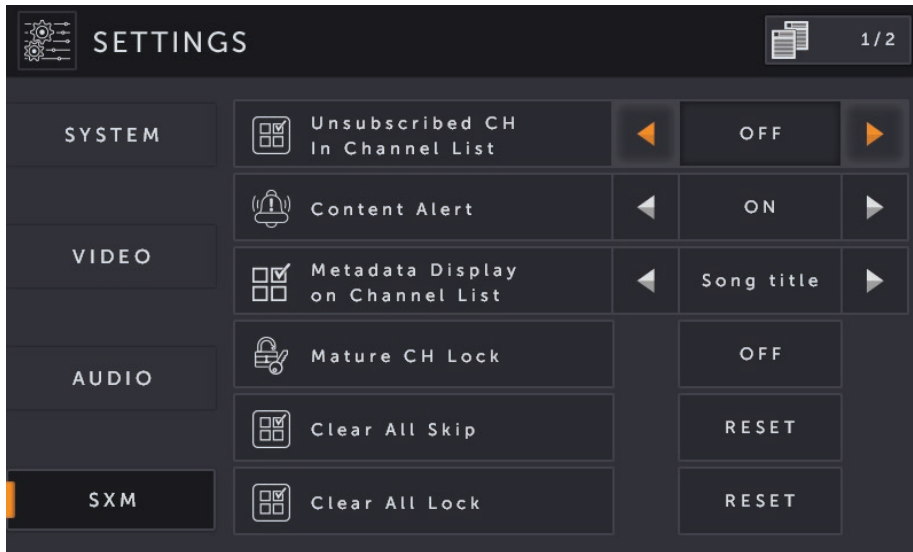 SETTINGS
1/2
SYSTEM
Unsubscribed CH
In Channel List
OFF
Content Alert
ON
VIDEO
Metadata Display
on Channel List
Song title
Mature CH Lock
OFF
AUDIO
Clear All Skip
RESET
SXM
Clear All Lock
RESET